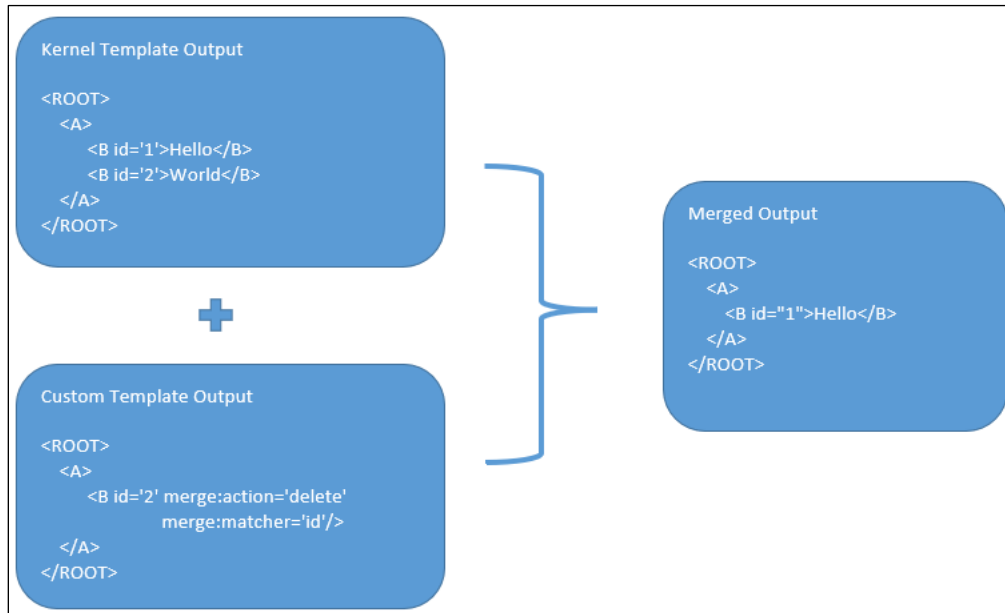 Kernel Template Output
<ROOT>
<A>
<B id='1'>Hello</B>
<B id='2'>World</B>
</A>
</ROOT>
Custom Template Output
<ROOT>
<A>
<B id='2' merge:action='delete'
merge:matcher='id'/>
</A>
</ROOT>
Merged Output
<ROOT>
<A>
<B id="1">Hello</B>
</A>
</ROOT>